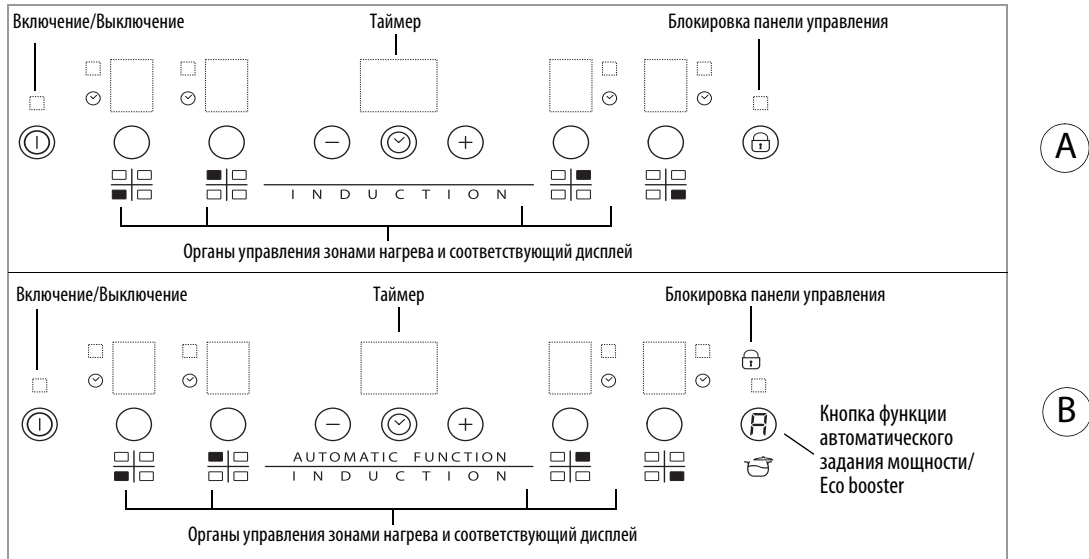 Включение/Выключение
Таймер
Блокировка панели управления
INDUCTION
Органы управления зонами нагрева и соответствующий дисплей
A
Включение/Выключение
Таймер
Блокировка панели управления
A
Кнопка функции
автоматического
задания мощности/
Eco booster
AUTOMATIC FUNCTION
INDUCTION
Органы управления зонами нагрева и соответствующий дисплей
B